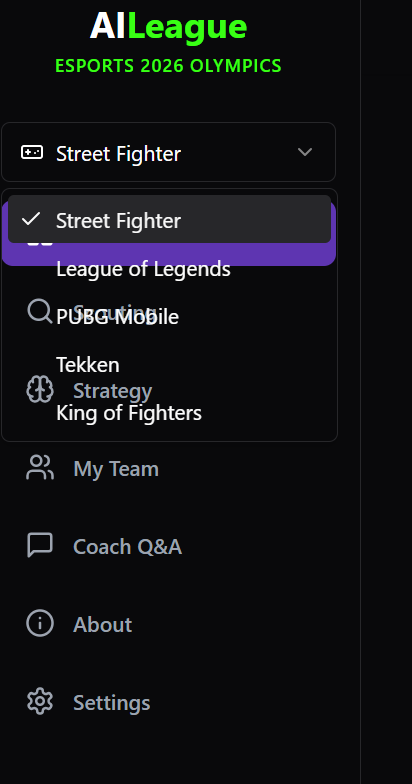 AILeague
ESPORTS 2026 OLYMPICS
Street Fighter
Street Fighter
League of Legends
Scouting
PUBG Mobile
Tekken
Strategy
King of Fighters
My Team
Coach Q&A
About
Settings